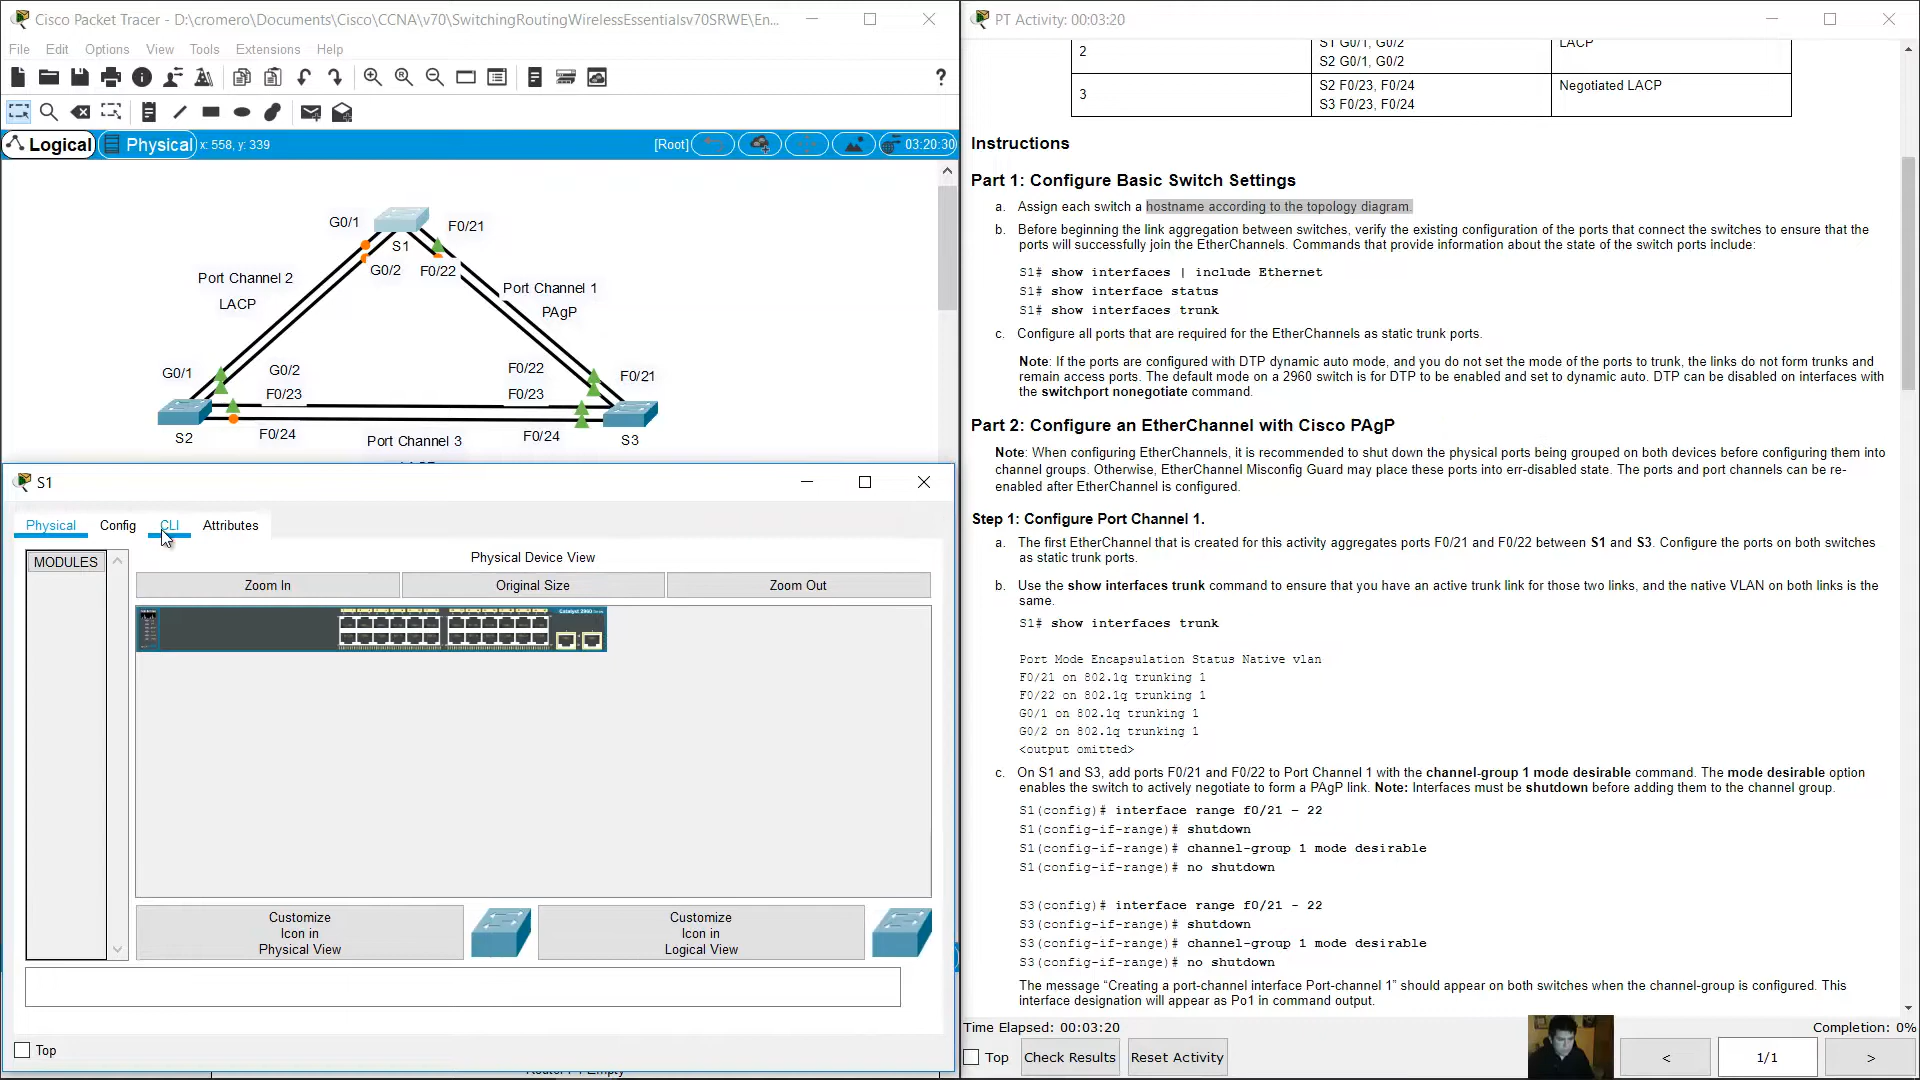 Cisco Packet Tracer - D:\cromero\Documents\Cisco\CCNA\v70\SwitchingRoutingWirelessEssentialsv70SRWE\En...
File Edit Options View Tools Extensions Help
Logical
Physical
x: 558, y: 339
[Root]
03:20:30
G0/1
F0/21
S1
G0/2
F0/22
Port Channel 2
LACP
Port Channel 1
PAgP
G0/1
G0/2
F0/22
F0/21
F0/23
F0/23
S2
F0/24
Port Channel 3
F0/24
S3
S1
Physical Config CLI Attributes
MODULES
Physical Device View
Zoom In
Original Size
Zoom Out
Customize
Icon in
Physical View
Customize
Icon in
Logical View
Top
PT Activity: 00:03:20
2
S1 G0/1, G0/2
S2 G0/1, G0/2
LACP
3
S2 F0/23, F0/24
S3 F0/23, F0/24
Negotiated LACP
Instructions
Part 1: Configure Basic Switch Settings
a. Assign each switch a hostname according to the topology diagram.
b. Before beginning the link aggregation between switches, verify the existing configuration of the ports that connect the switches to ensure that the
ports will successfully join the EtherChannels. Commands that provide information about the state of the switch ports include:
S1# show interfaces | include Ethernet
S1# show interface status
S1# show interfaces trunk
c. Configure all ports that are required for the EtherChannels as static trunk ports.
Note: If the ports are configured with DTP dynamic auto mode, and you do not set the mode of the ports to trunk, the links do not form trunks and
remain access ports. The default mode on a 2960 switch is for DTP to be enabled and set to dynamic auto. DTP can be disabled on interfaces with
the switchport nonegotiate command.
Part 2: Configure an EtherChannel with Cisco PAgP
Note: When configuring EtherChannels, it is recommended to shut down the physical ports being grouped on both devices before configuring them into
channel groups. Otherwise, EtherChannel Misconfig Guard may place these ports into err-disabled state. The ports and port channels can be re-
enabled after EtherChannel is configured.
Step 1: Configure Port Channel 1.
a. The first EtherChannel that is created for this activity aggregates ports F0/21 and F0/22 between S1 and S3. Configure the ports on both switches
as static trunk ports.
b. Use the show interfaces trunk command to ensure that you have an active trunk link for those two links, and the native VLAN on both links is the
same.
S1# show interfaces trunk
Port Mode Encapsulation Status Native vlan
F0/21 on 802.1q trunking 1
F0/22 on 802.1q trunking 1
G0/1 on 802.1q trunking 1
G0/2 on 802.1q trunking 1
<output omitted>
c. On S1 and S3, add ports F0/21 and F0/22 to Port Channel 1 with the channel-group 1 mode desirable command. The mode desirable option
enables the switch to actively negotiate to form a PAgP link. Note: Interfaces must be shutdown before adding them to the channel group.
S1(config)# interface range f0/21 - 22
S1(config-if-range)# shutdown
S1(config-if-range)# channel-group 1 mode desirable
S1(config-if-range)# no shutdown
S3(config)# interface range f0/21 - 22
S3(config-if-range)# shutdown
S3(config-if-range)# channel-group 1 mode desirable
S3(config-if-range)# no shutdown
The message “Creating a port-channel interface Port-channel 1” should appear on both switches when the channel-group is configured. This
interface designation will appear as Po1 in command output.
Time Elapsed: 00:03:20
Completion: 0%
Top
Check Results
Reset Activity
<
1/1
>